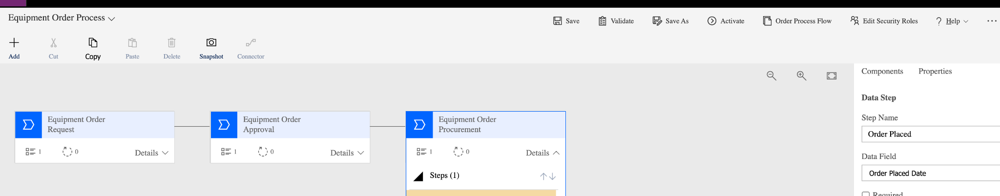 Equipment Order Process
Save
Validate
Save As
Activate
Order Process Flow
Edit Security Roles
? Help
...
Add
Cut
Copy
Paste
Delete
Snapshot
Connector
Components
Properties
Equipment Order
Request
1
0
Details
Equipment Order
Approval
1
0
Details
Equipment Order
Procurement
1
0
Details
Steps (1)
Data Step
Step Name
Order Placed
Data Field
Order Placed Date
Required